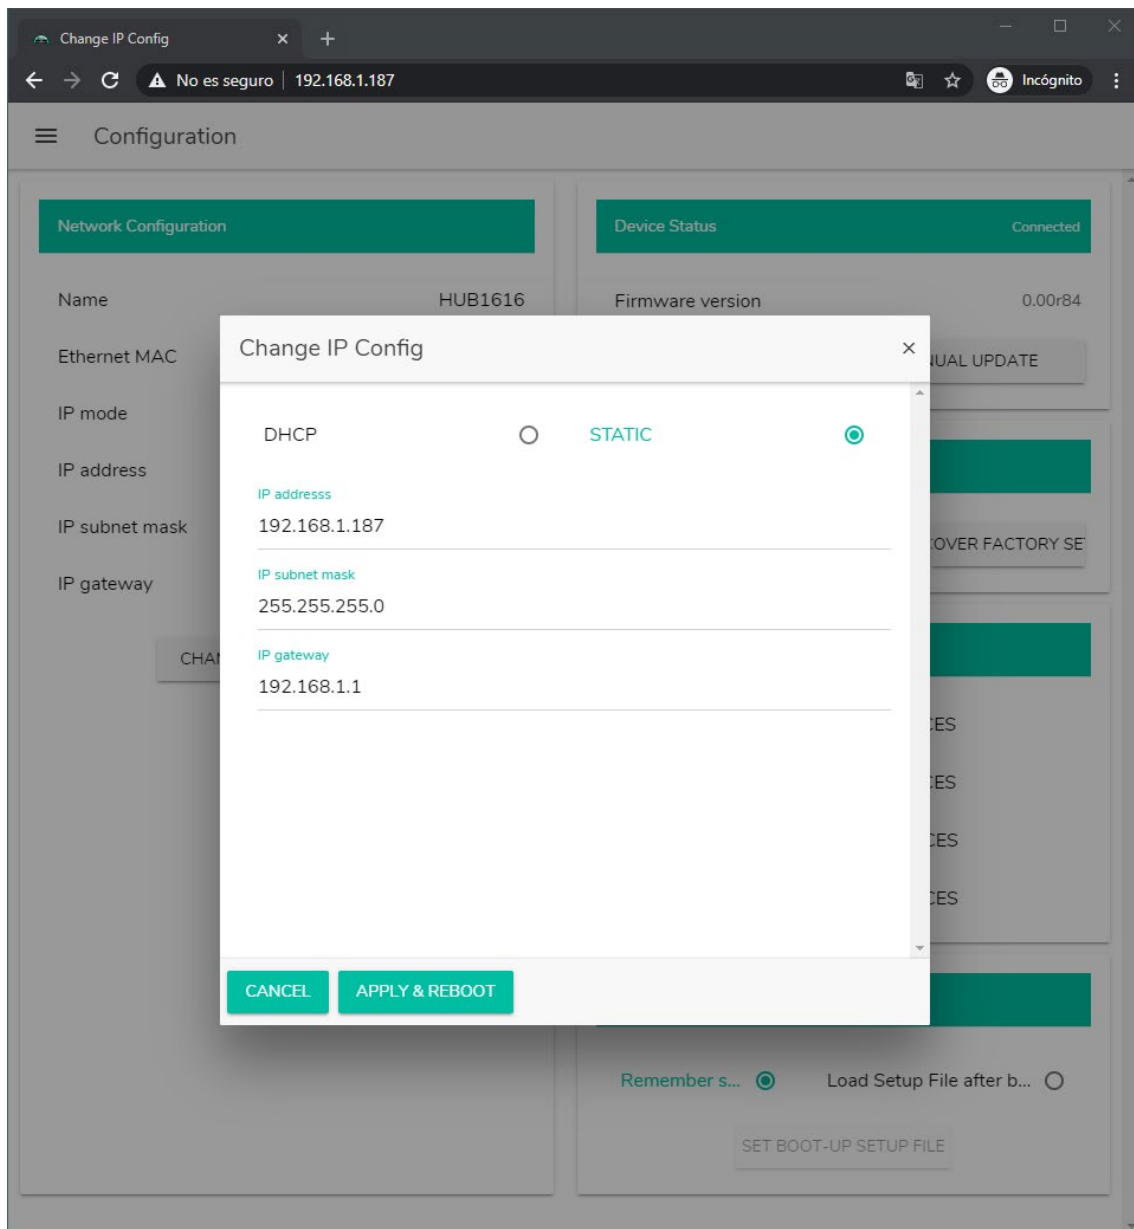 Change IP Config
No es seguro 192.168.1.187 Incógnito
Configuration
Network Configuration
Name HUB1616
Ethernet MAC
IP mode
IP address
IP subnet mask
IP gateway
Device Status Connected
Firmware version 0.00r84
UPDATE
FACTORY
Change IP Config
DHCP STATIC
IP addresss
192.168.1.187
IP subnet mask
255.255.255.0
IP gateway
192.168.1.1
CANCEL APPLY & REBOOT
Remember s... Load Setup File after b...
SET BOOT-UP SETUP FILE